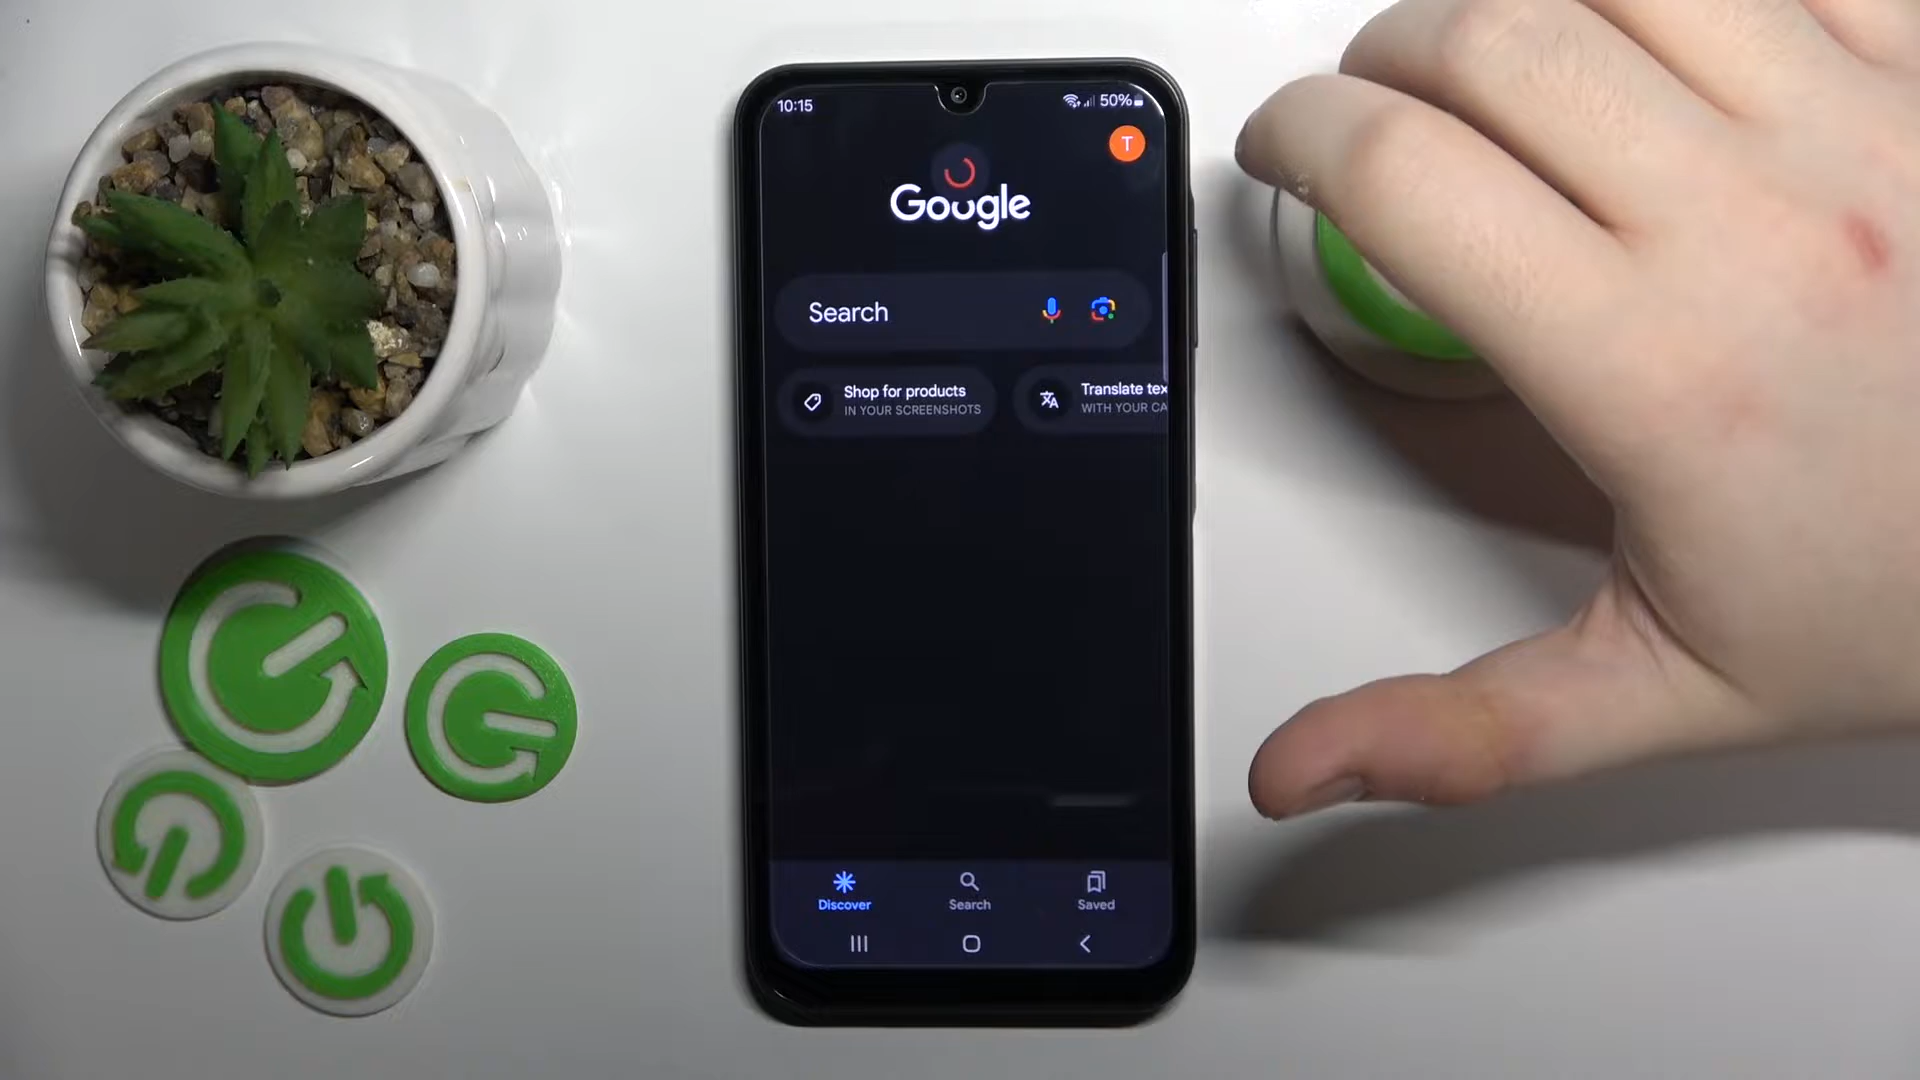 10:15
50%
T
Google
Search
Shop for products
IN YOUR SCREENSHOTS
Translate tex
WITH YOUR CA
Discover
Search
Saved